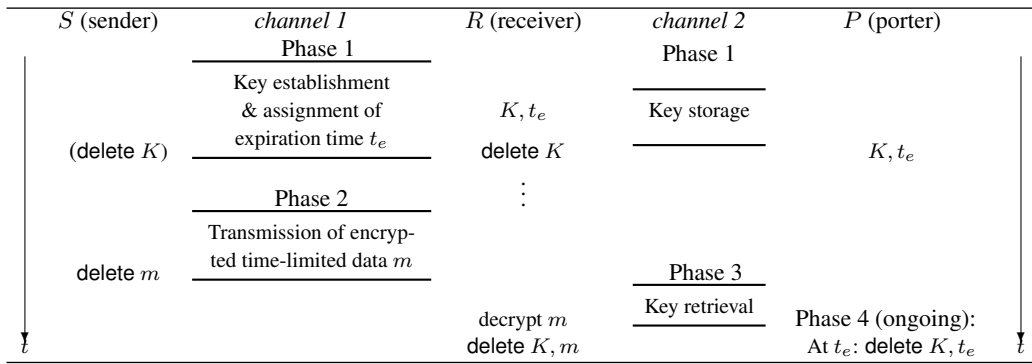 S (sender) channel 1 R (receiver) channel 2 P (porter)
Phase 1 Phase 1
Key establishment
& assignment of K, t_e Key storage
expiration time t_e
(delete K) delete K K, t_e
Phase 2 ⋮
Transmission of encryp-
ted time-limited data m
delete m Phase 3
Key retrieval
decrypt m Phase 4 (ongoing):
t delete K, m At t_e: delete K, t_e t